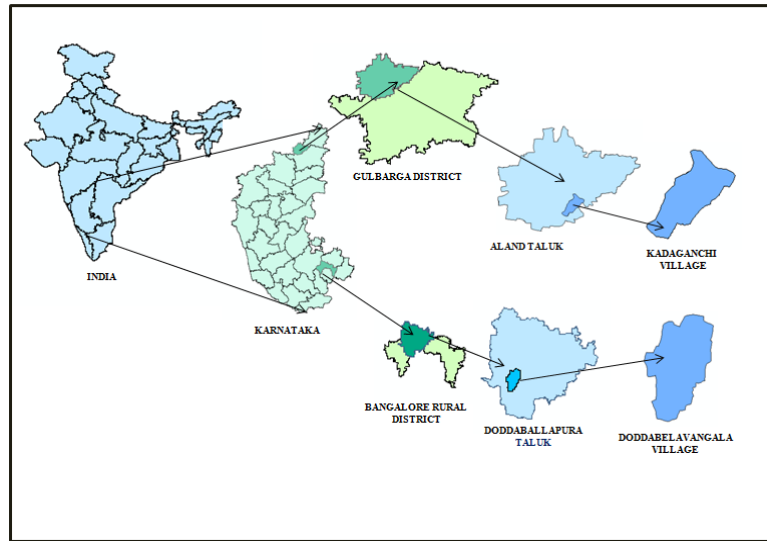 GULBARGA DISTRICT
ALAND TALUK
KADAGANCHI
VILLAGE
INDIA
KARNATAKA
BANGALORE RURAL
DISTRICT
DODDABALLAPURA
TALUK
DODDABELAVANGALA
VILLAGE